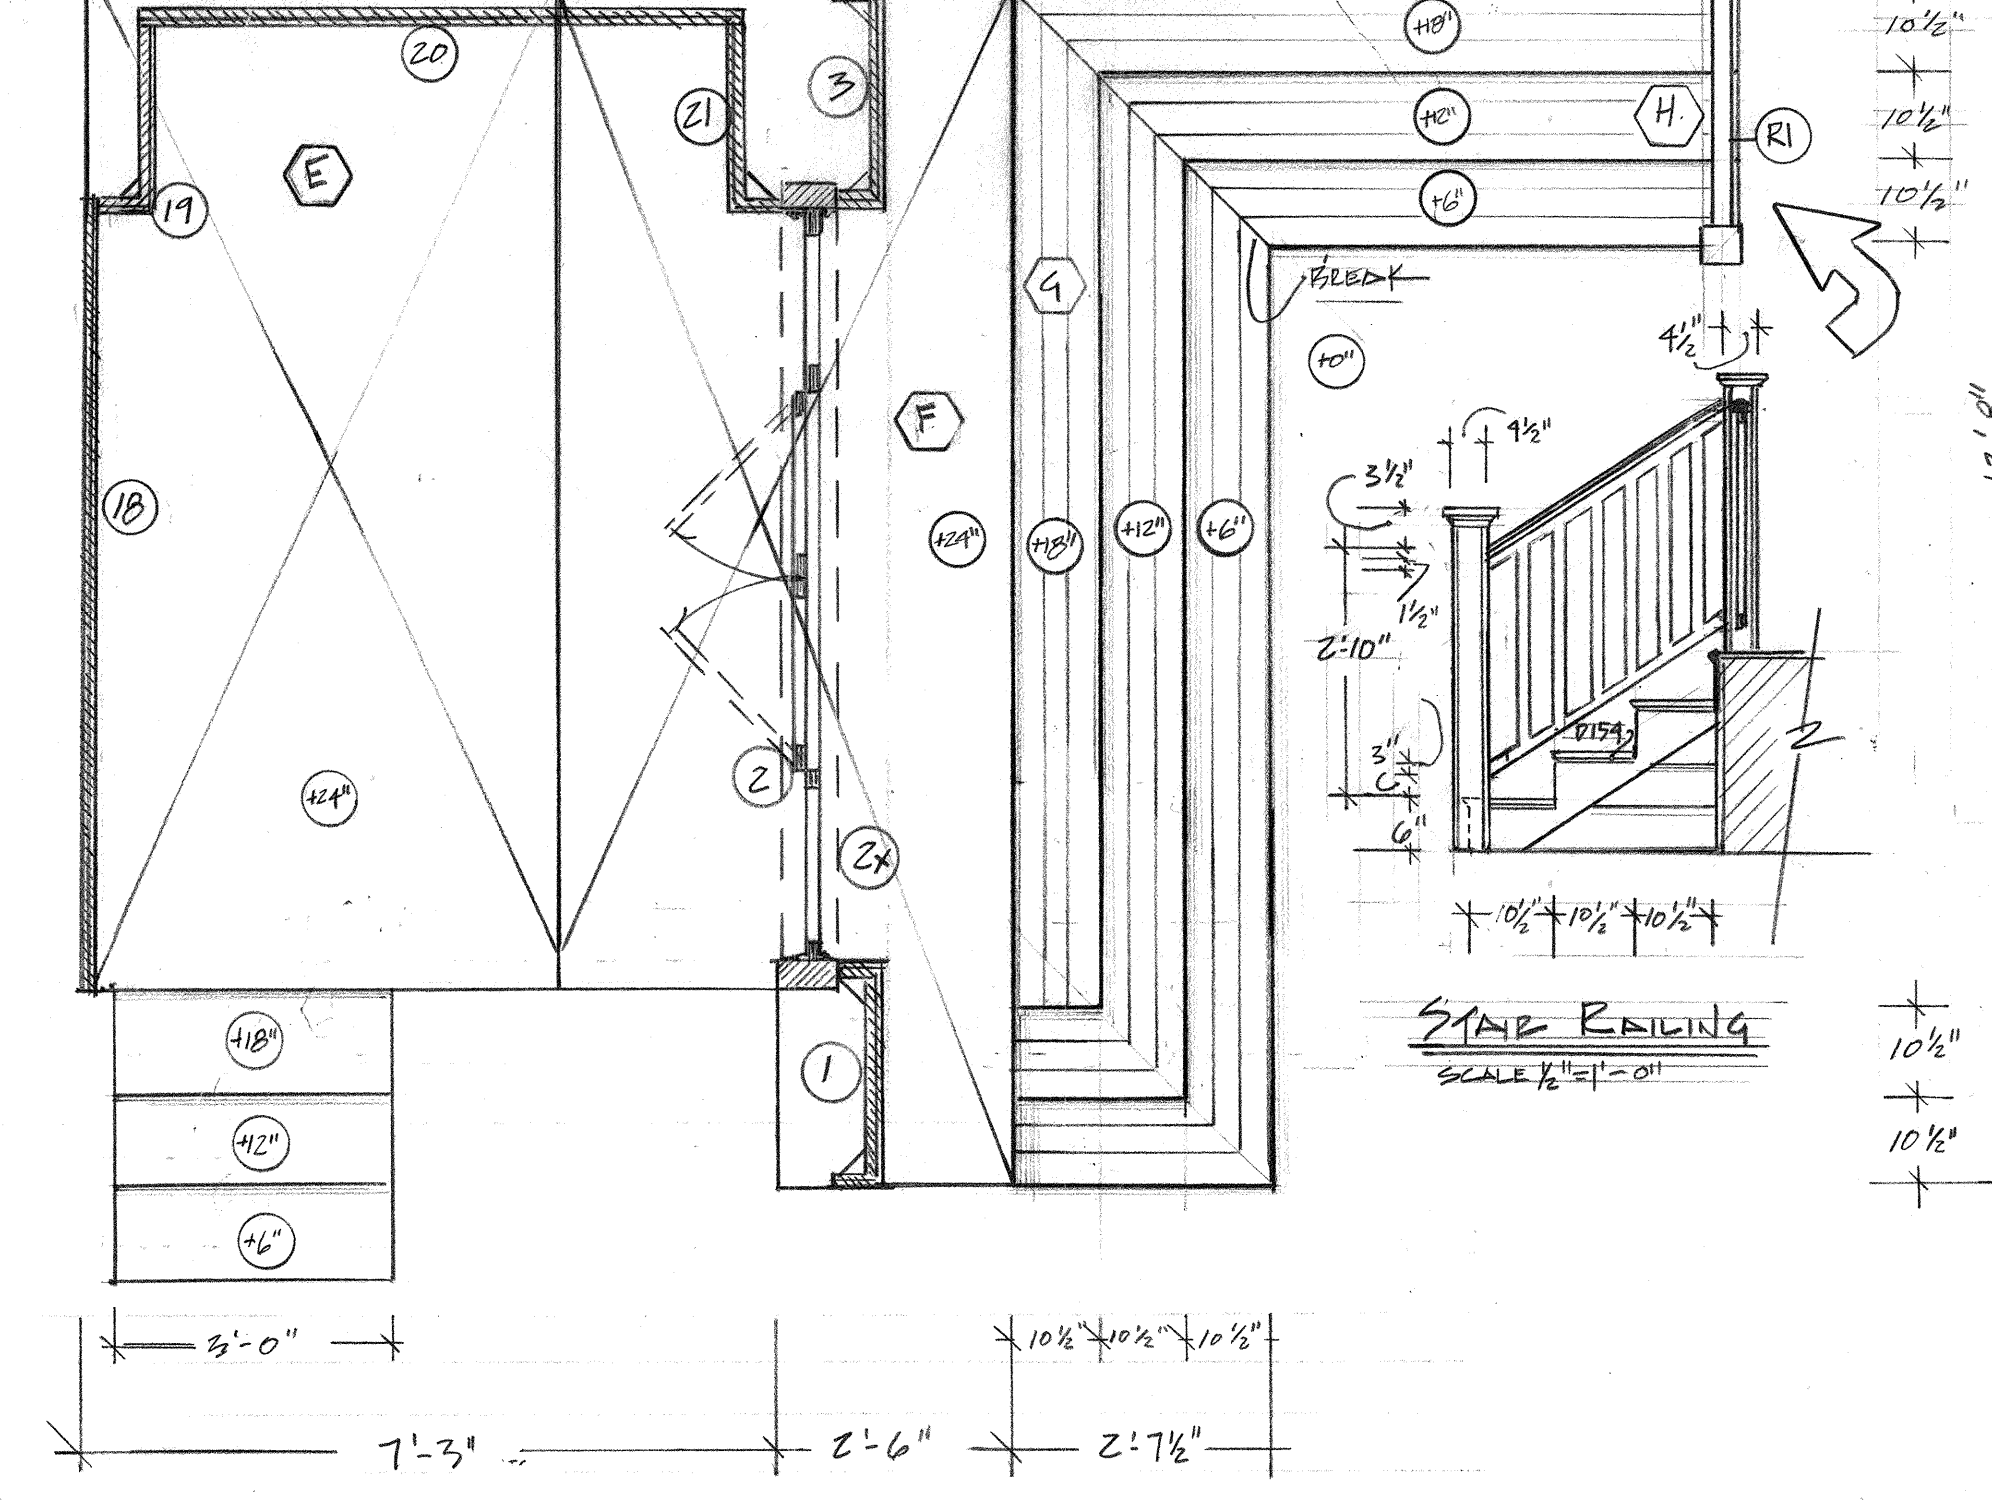 20
+18"
10½"
3
21
+12"
H.
R1
10½"
E
19
+6"
10½"
G
BREAK
4½"
+0"
F
4½"
3½"
18
+24"
+18"
+12"
+6"
1½"
2'-10"
D154
2
3"
+24"
6"
2x
10½" 10½" 10½"
STAIR RAILING
SCALE ½"=1'-0"
+18"
1
10½"
+12"
10½"
+6"
3'-0"
10½" 10½" 10½"
7'-3"
2'-6"
2'-7½"